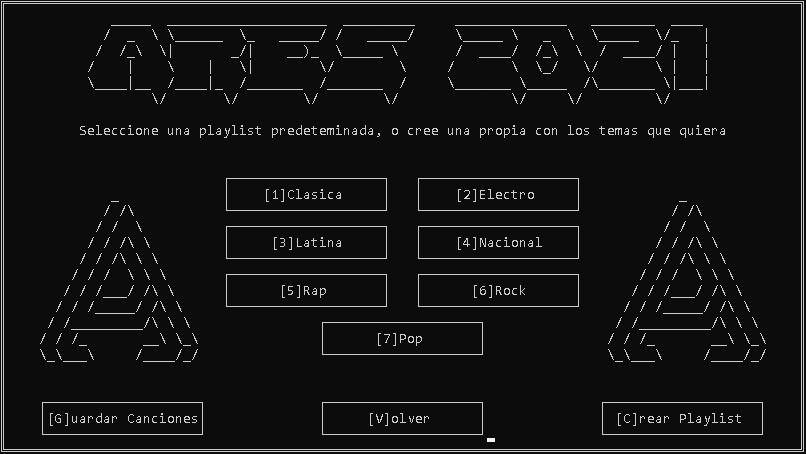 ARES 2021
Seleccione una playlist predeteminada, o cree una propia con los temas que quiera
[1]Clasica
[2]Electro
[3]Latina
[4]Nacional
[5]Rap
[6]Rock
[7]Pop
[G]uardar Canciones
[V]olver
[C]rear Playlist